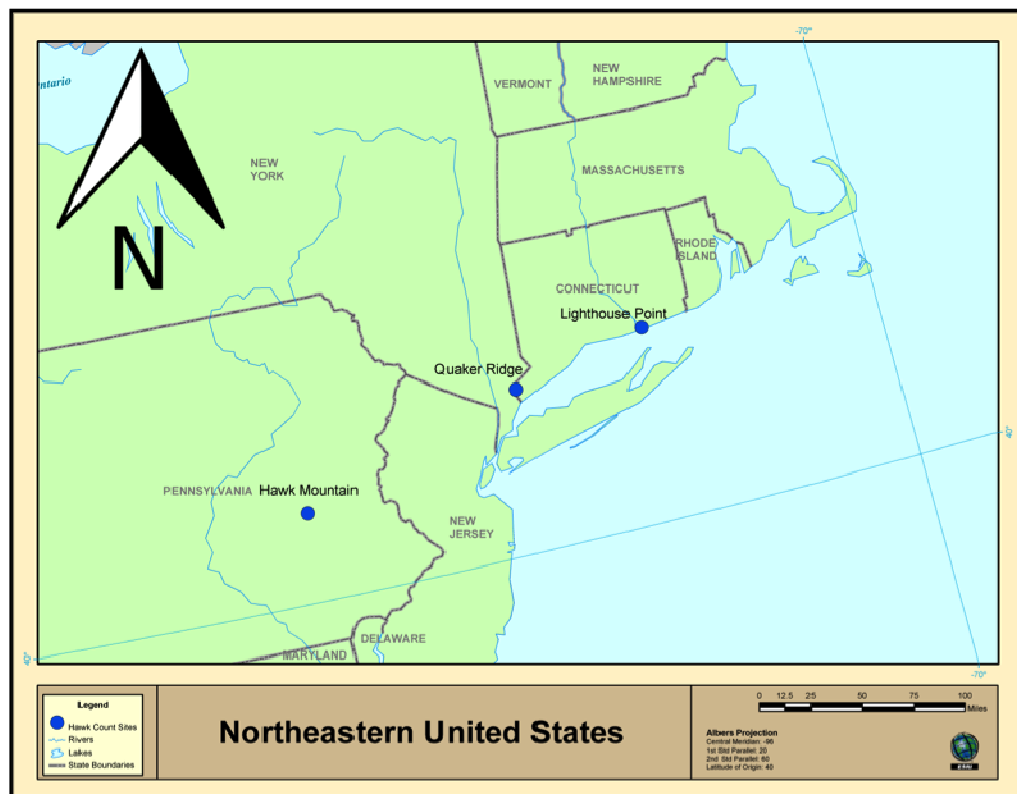 -70°
ntario
VERMONT
NEW
HAMPSHIRE
NEW
YORK
MASSACHUSETTS
N
RHODE
ISLAND
CONNECTICUT
Lighthouse Point
Quaker Ridge
40°
PENNSYLVANIA
Hawk Mountain
NEW
JERSEY
DELAWARE
MARYLAND
40°
-70°
Legend
Hawk Count Sites
Rivers
Lakes
State Boundaries
Northeastern United States
0 12.5 25 50 75 100
Miles
Albers Projection
Central Meridian: -96
1st Std Parallel: 20
2nd Std Parallel: 60
Latitude of Origin: 40
ESRI